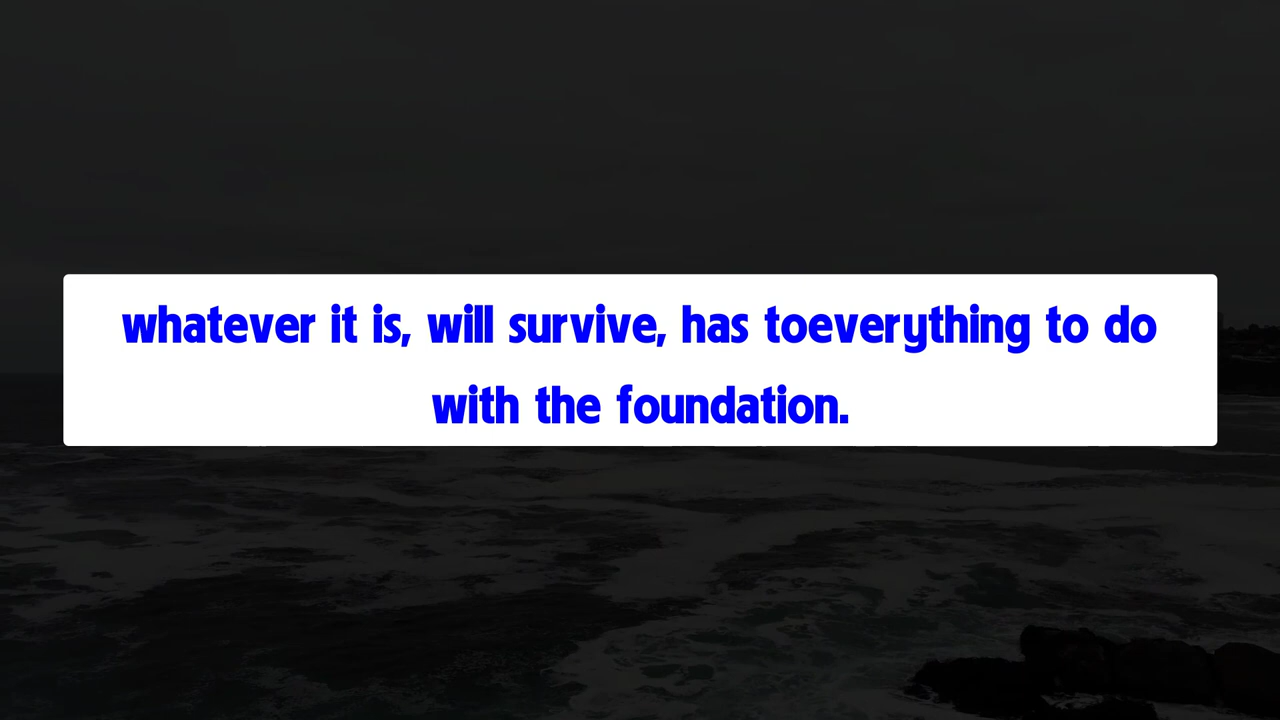 whatever it is, will survive, has toeverything to do
with the foundation.